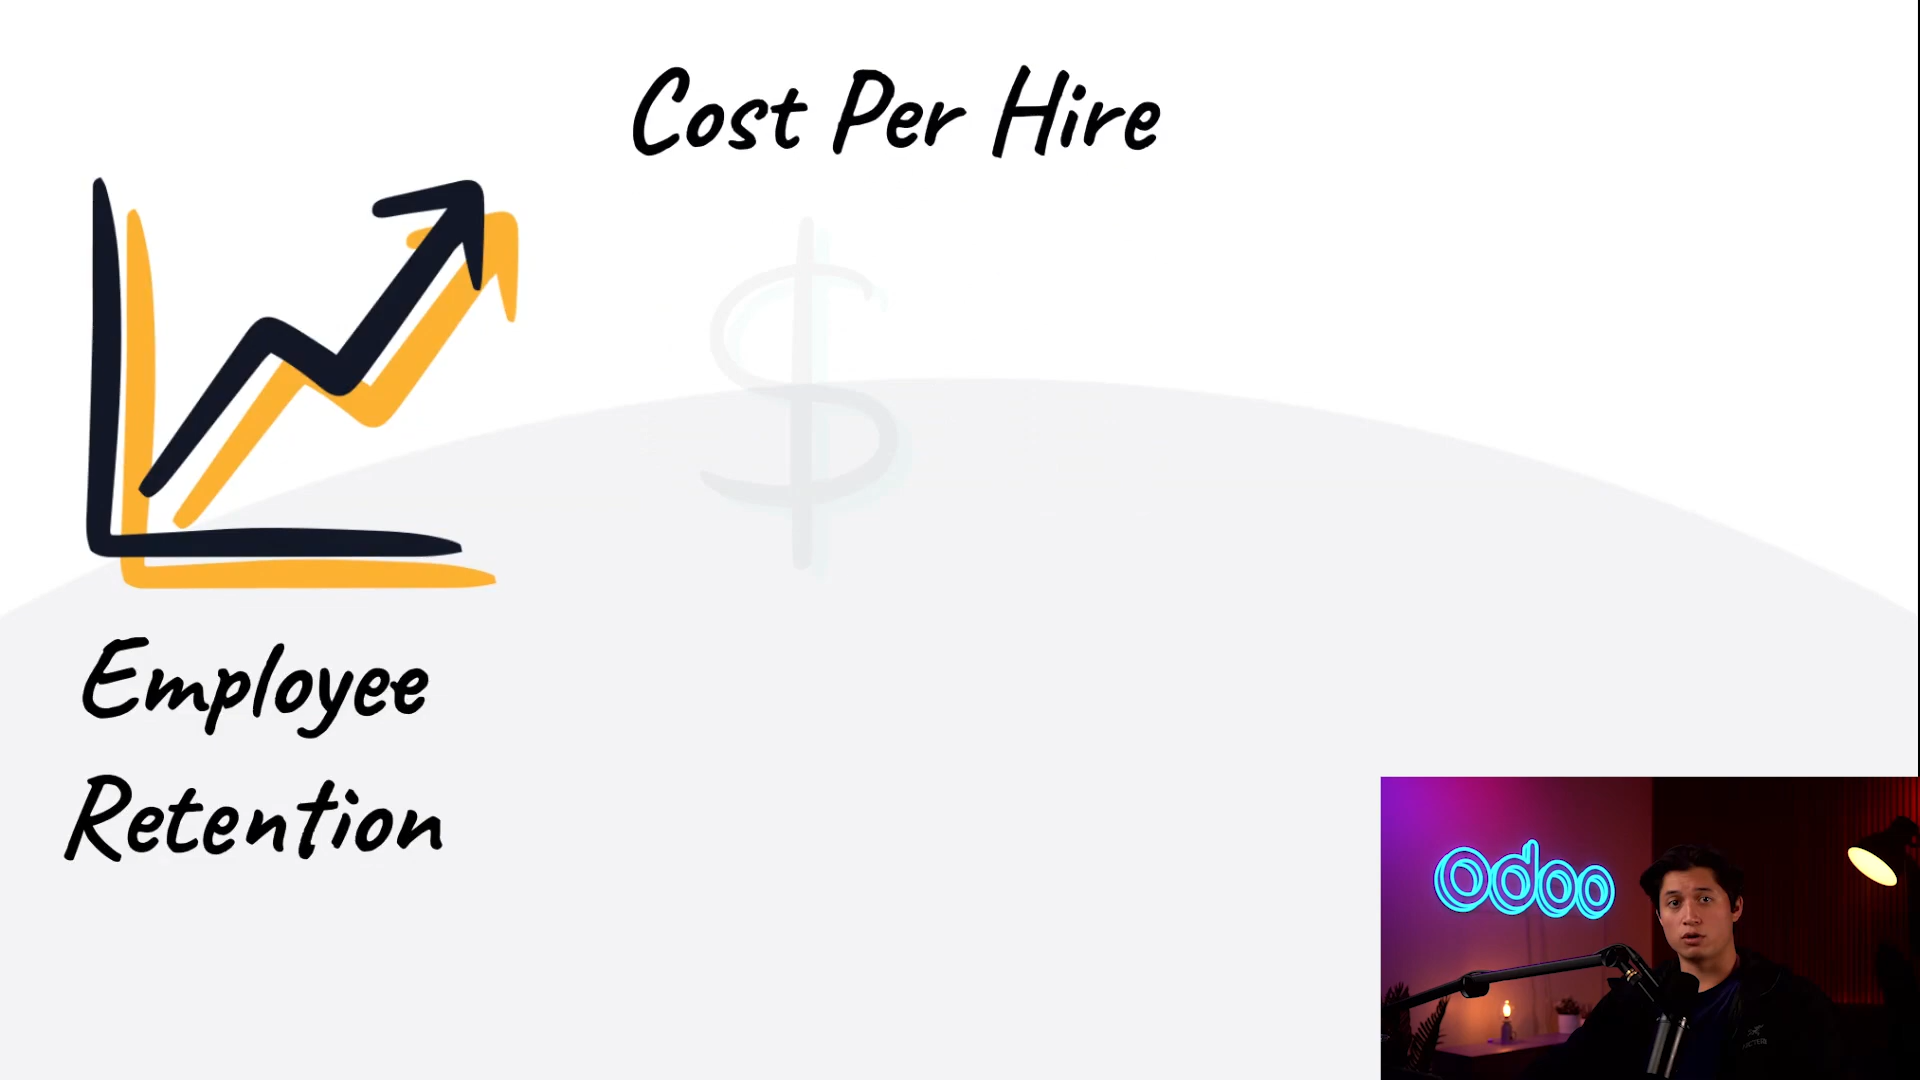 Cost Per Hire
$
Employee
Retention
odoo